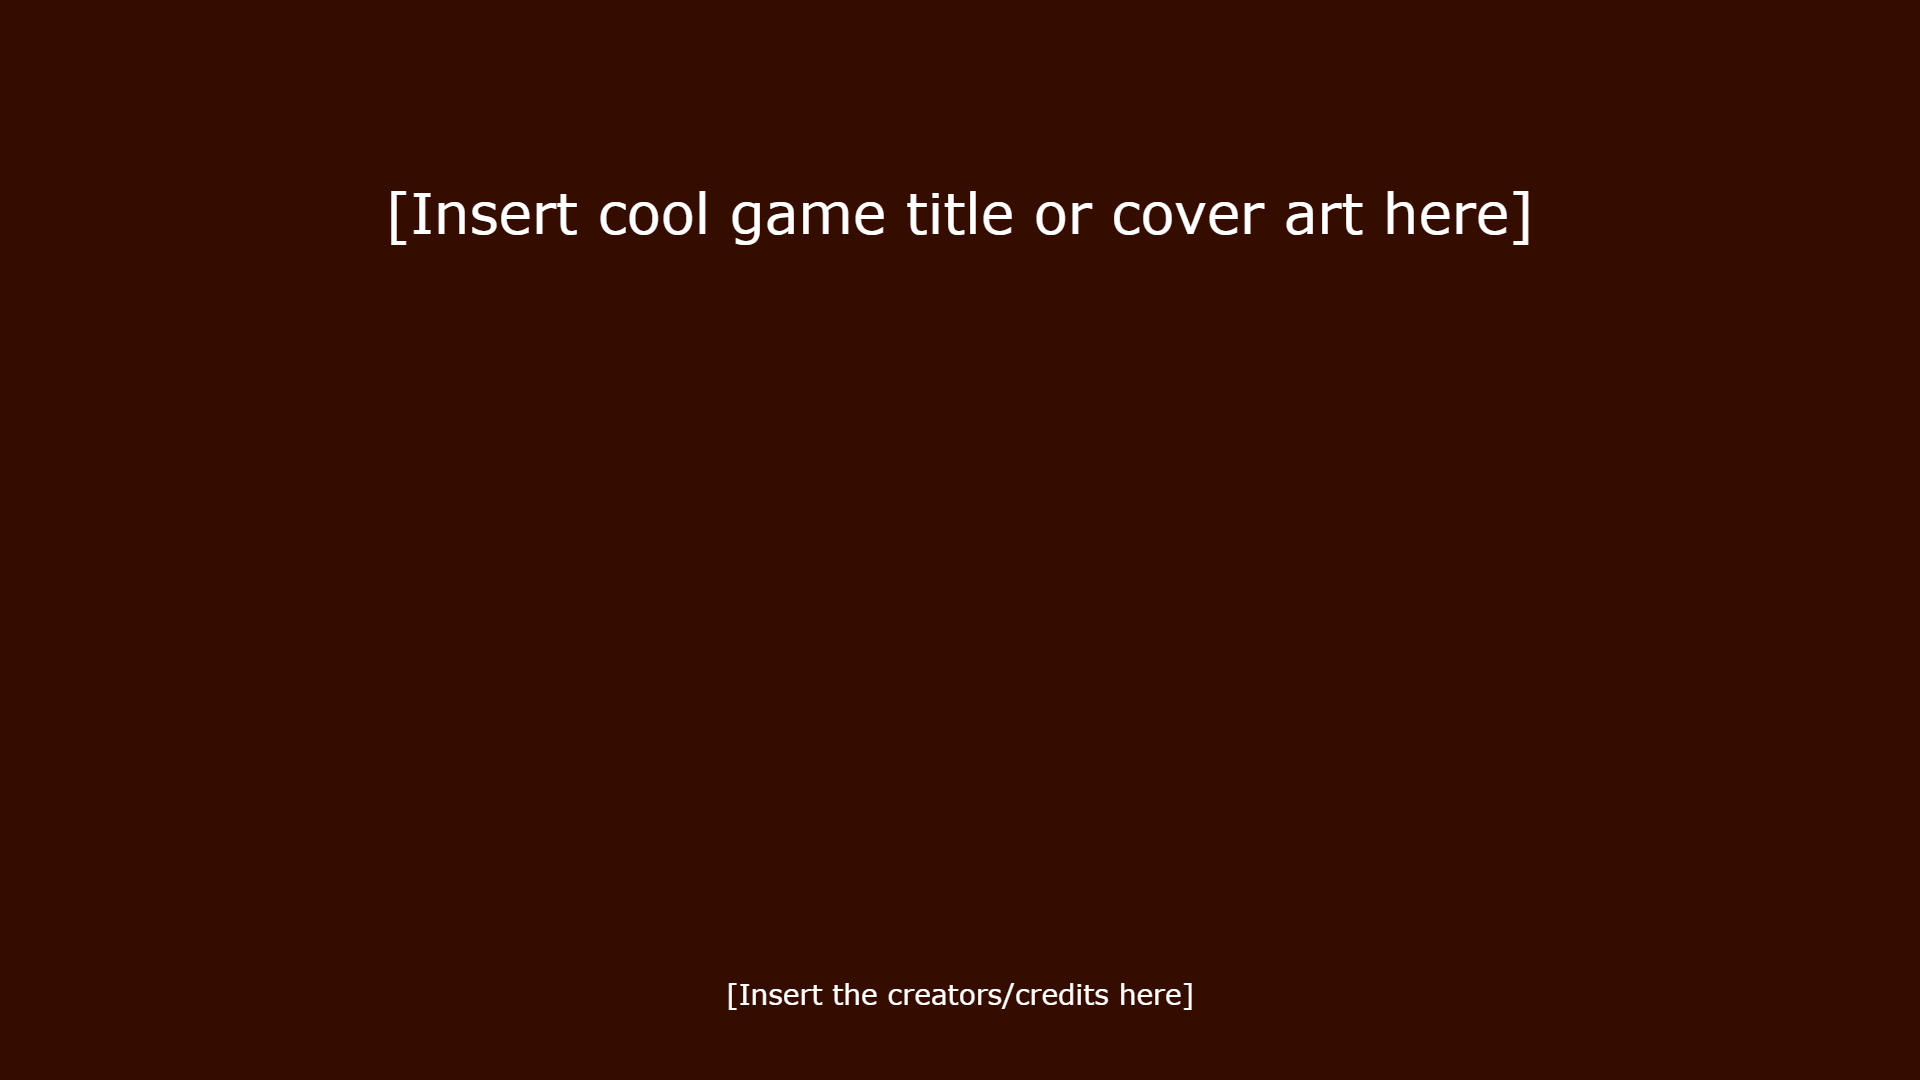 [Insert cool game title or cover art here]
[Insert the creators/credits here]